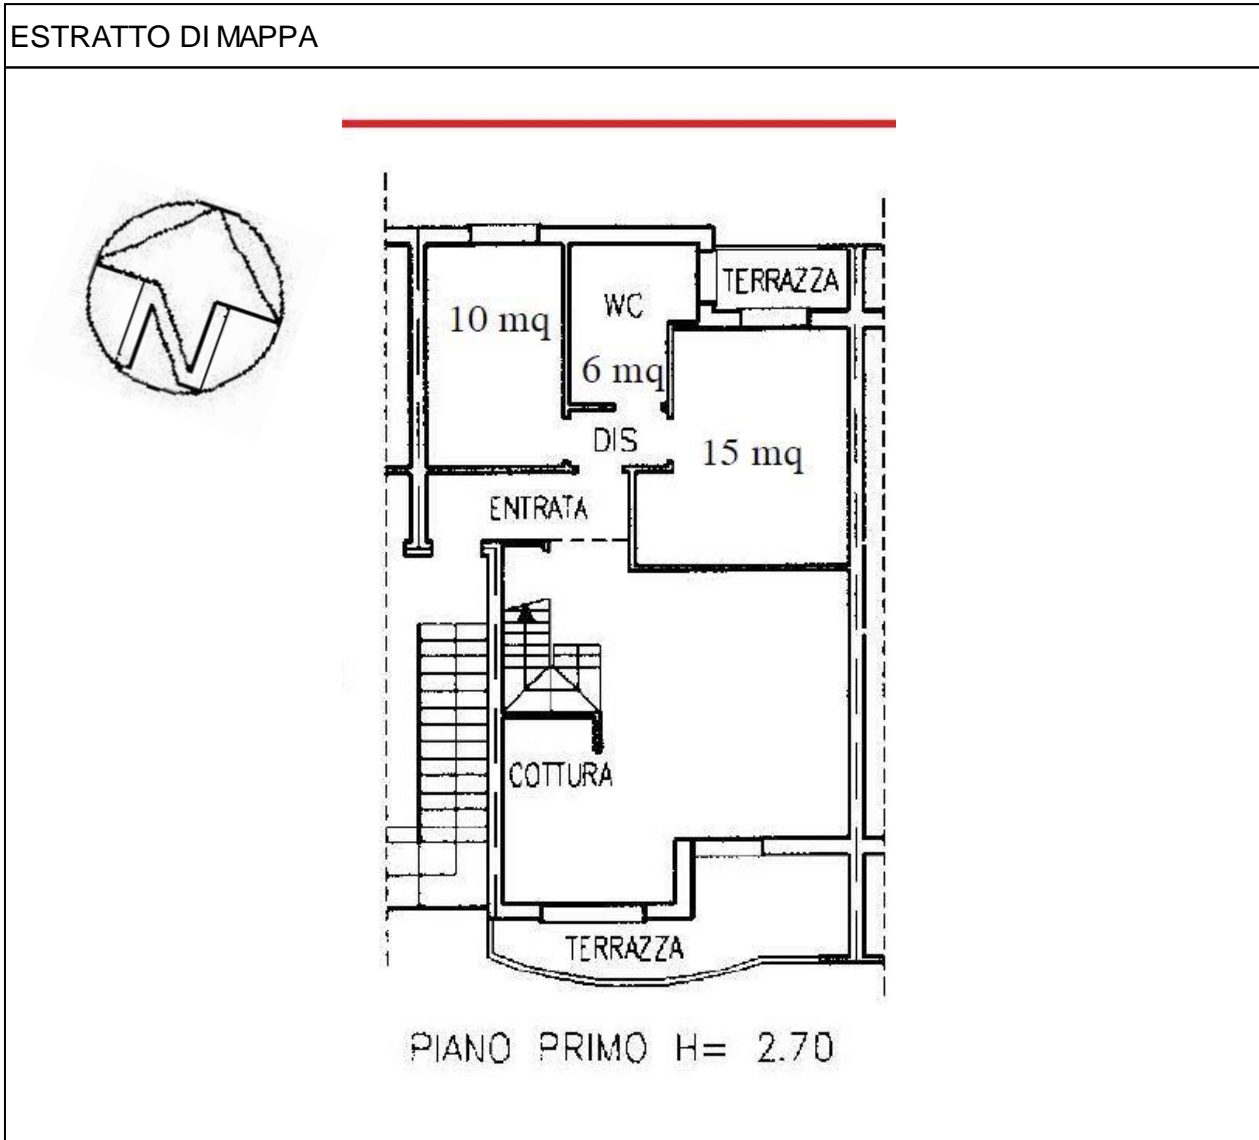 ESTRATTO DI MAPPA
N
TERRAZZA
WC
10 mq
6 mq
DIS
15 mq
ENTRATA
COTTURA
TERRAZZA
PIANO PRIMO H= 2.70